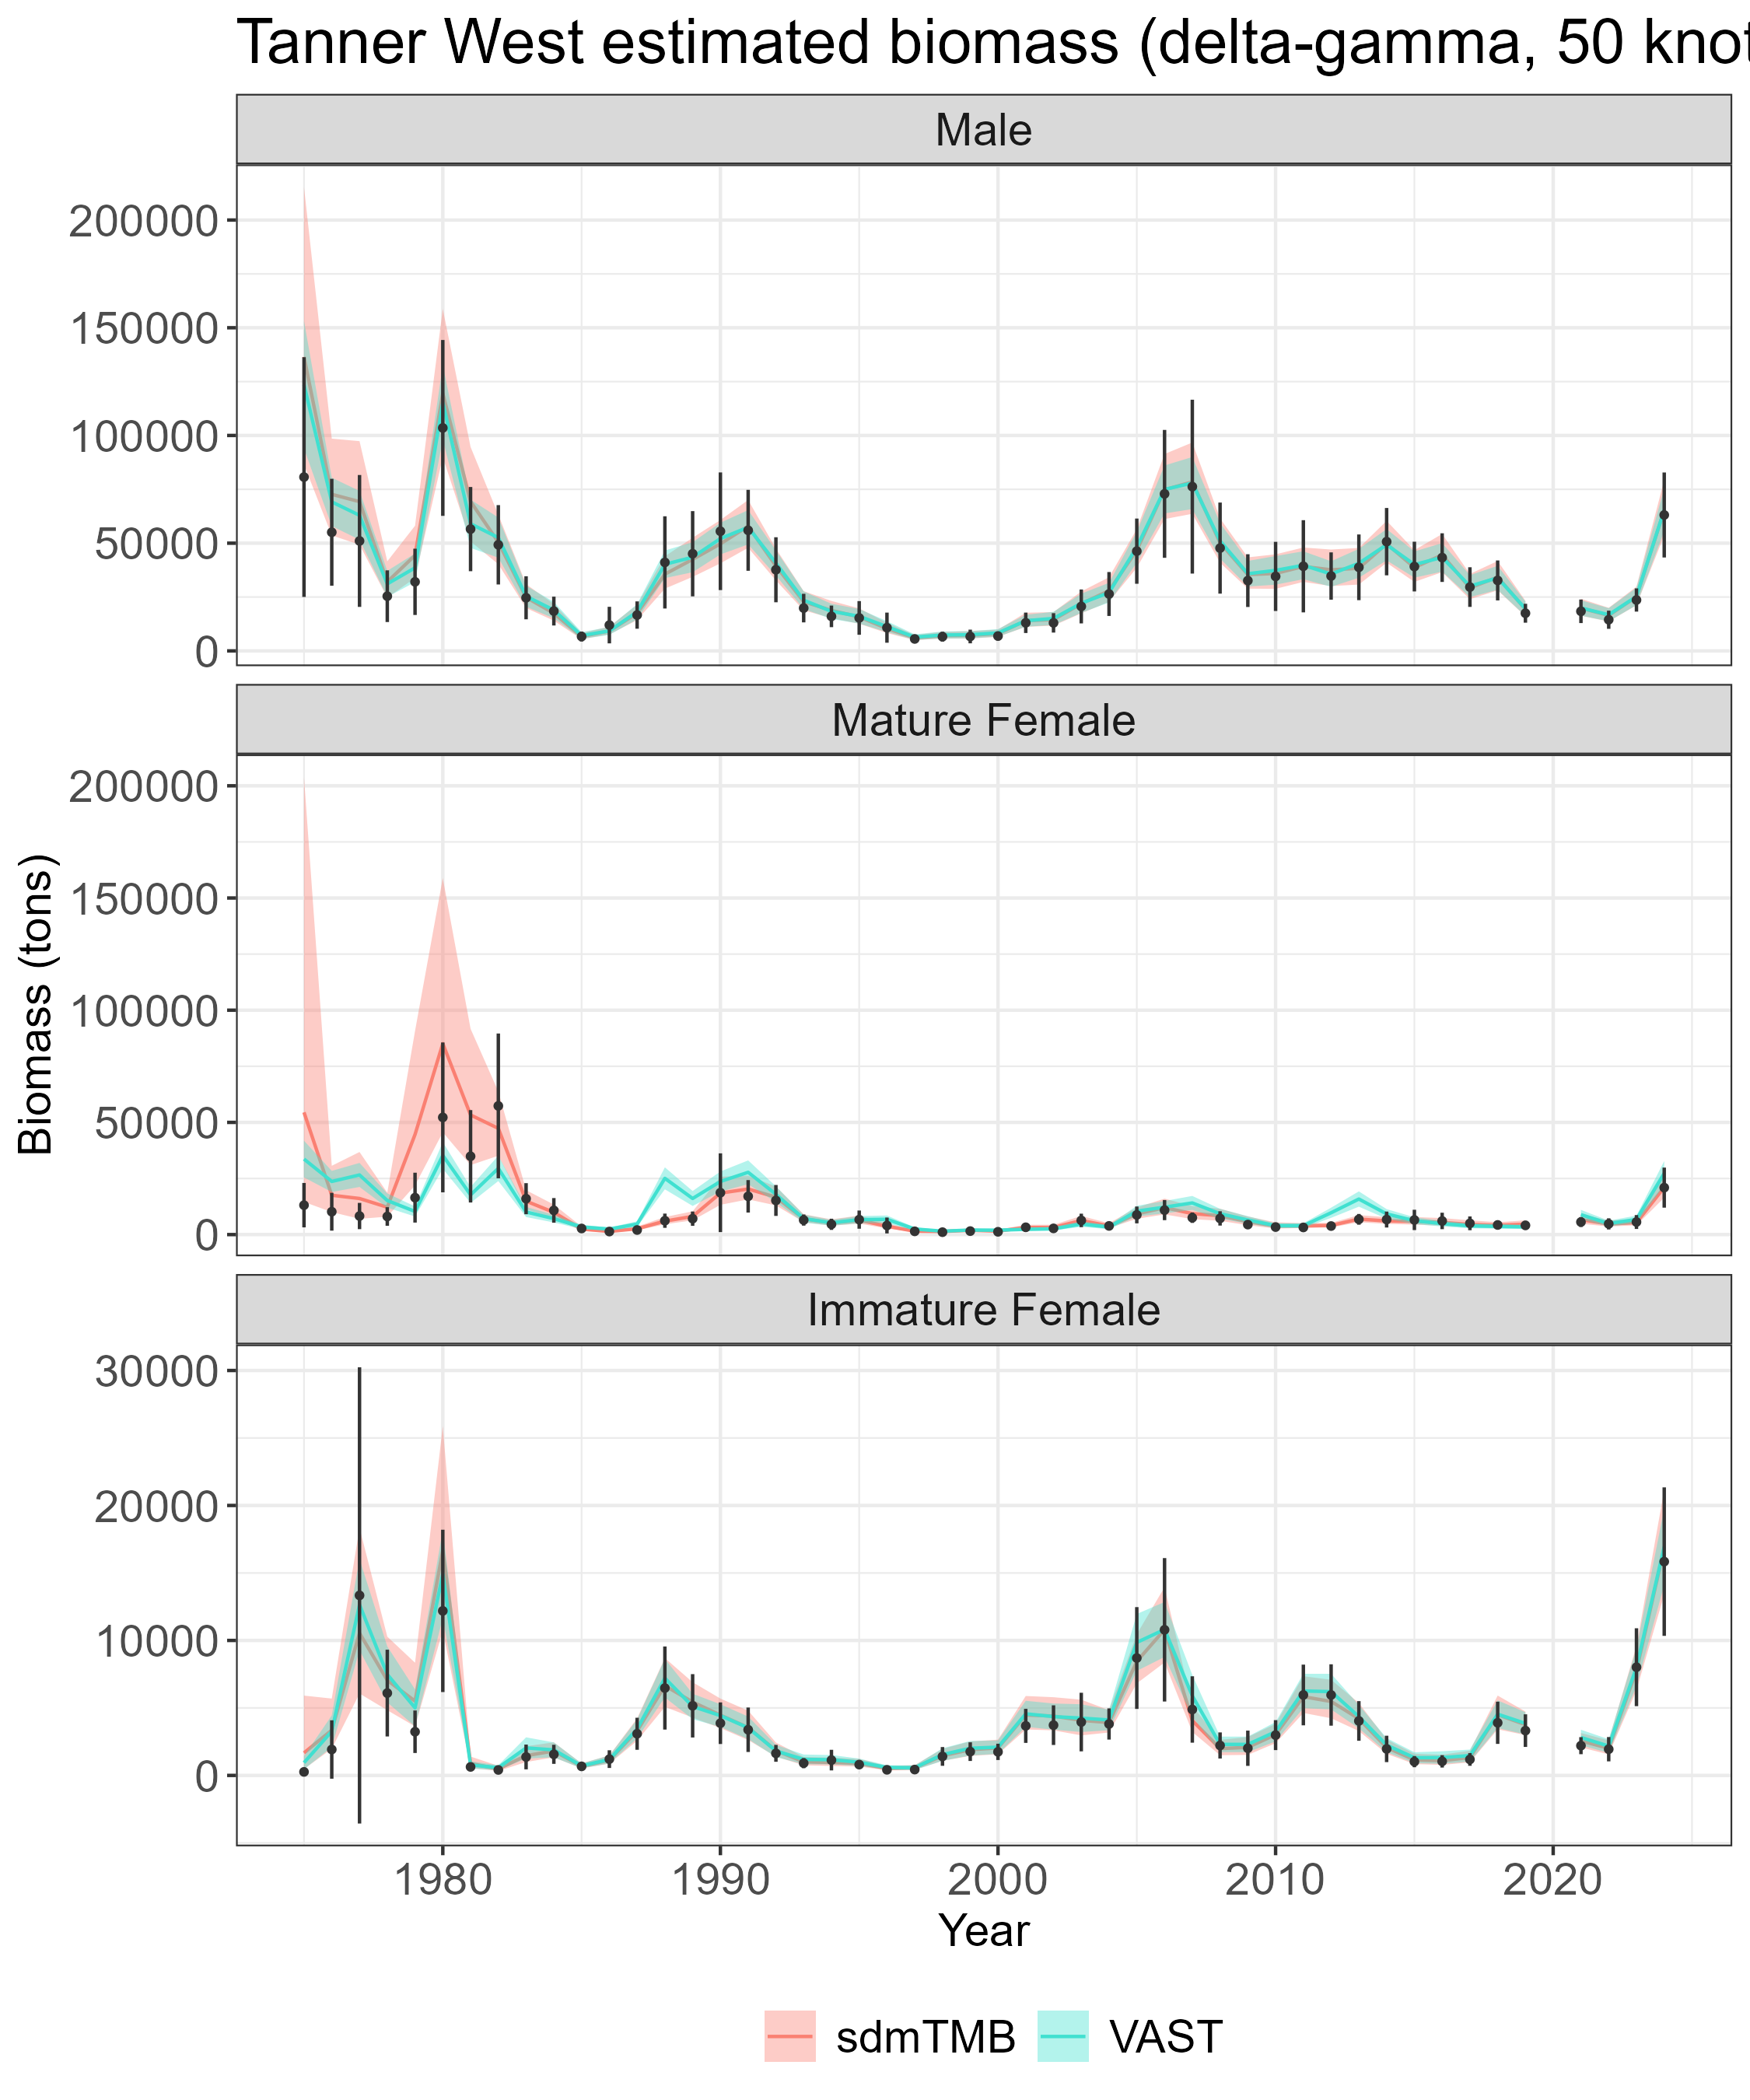 Tanner West estimated biomass (delta-gamma, 50 knot
Male
200000
150000
100000
50000
0
Mature Female
200000
150000
100000
50000
0
Biomass (tons)
Immature Female
30000
20000
10000
0
1980 1990 2000 2010 2020
Year
sdmTMB VAST